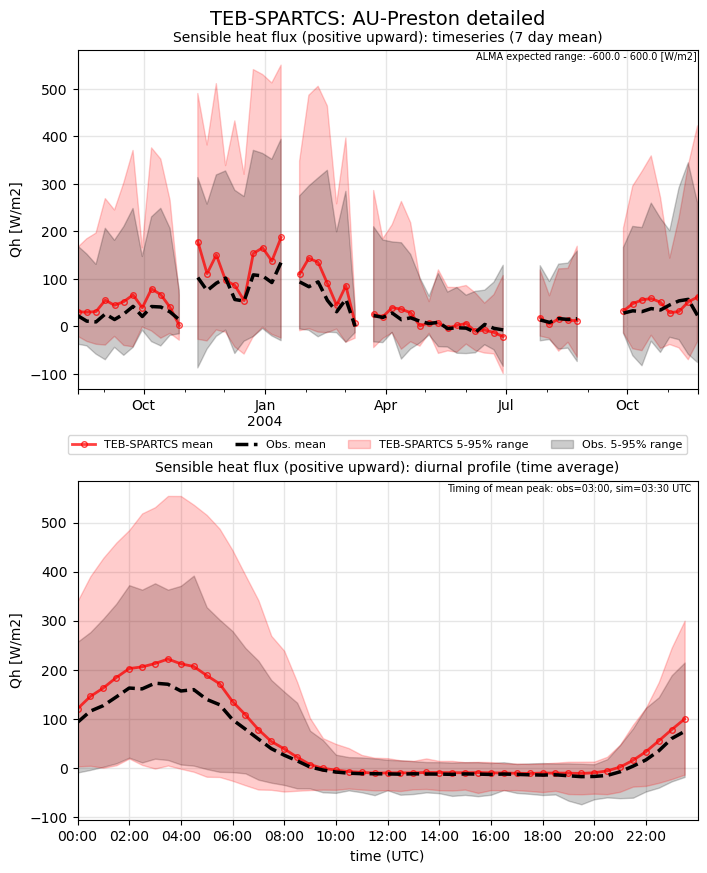 TEB-SPARTCS: AU-Preston detailed
Sensible heat flux (positive upward): timeseries (7 day mean)
ALMA expected range: -600.0 - 600.0 [W/m2]
500
400
300
200
100
0
−100
Qh [W/m2]
Oct
Jan
2004
Apr
Jul
Oct
TEB-SPARTCS mean
Obs. mean
TEB-SPARTCS 5-95% range
Obs. 5-95% range
Sensible heat flux (positive upward): diurnal profile (time average)
Timing of mean peak: obs=03:00, sim=03:30 UTC
500
400
300
200
100
0
−100
Qh [W/m2]
00:00 02:00 04:00 06:00 08:00 10:00 12:00 14:00 16:00 18:00 20:00 22:00
time (UTC)